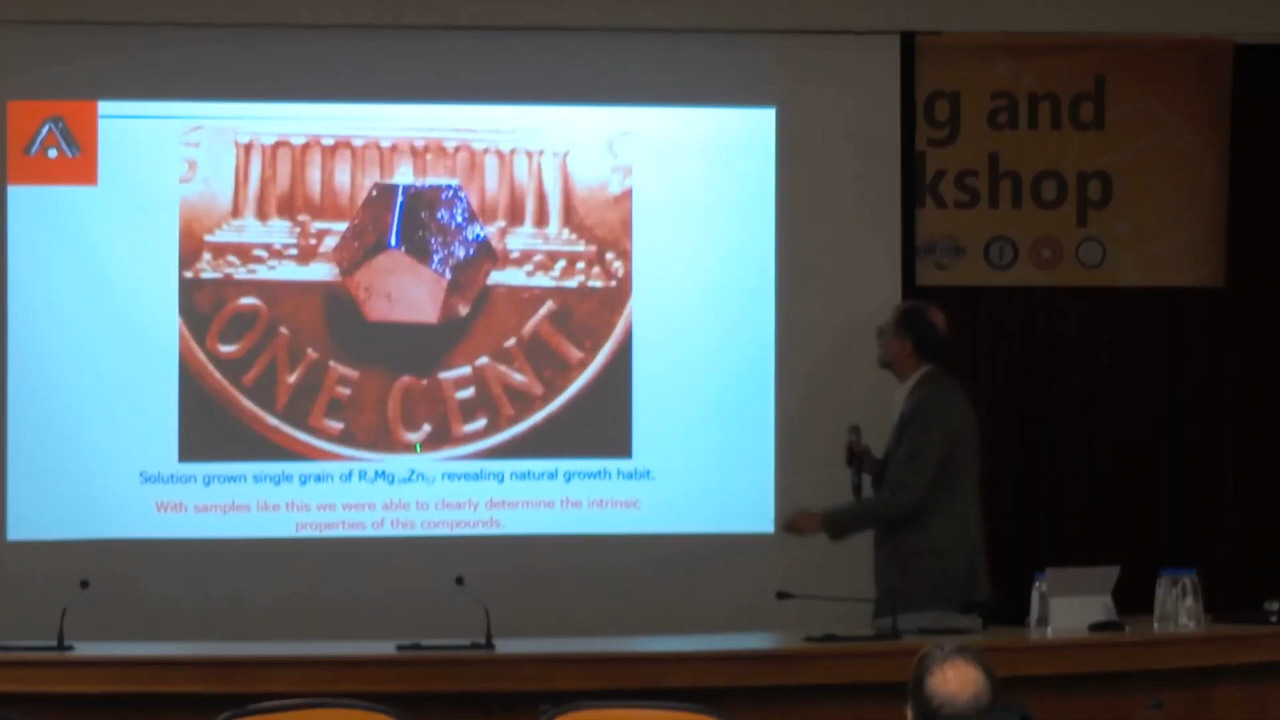 g and
kshop
ONE CENT
Solution grown single grain of R₉Mg₃₄Zn₅₇ revealing natural growth habit.
With samples like this we were able to clearly determine the intrinsic
properties of this compounds.